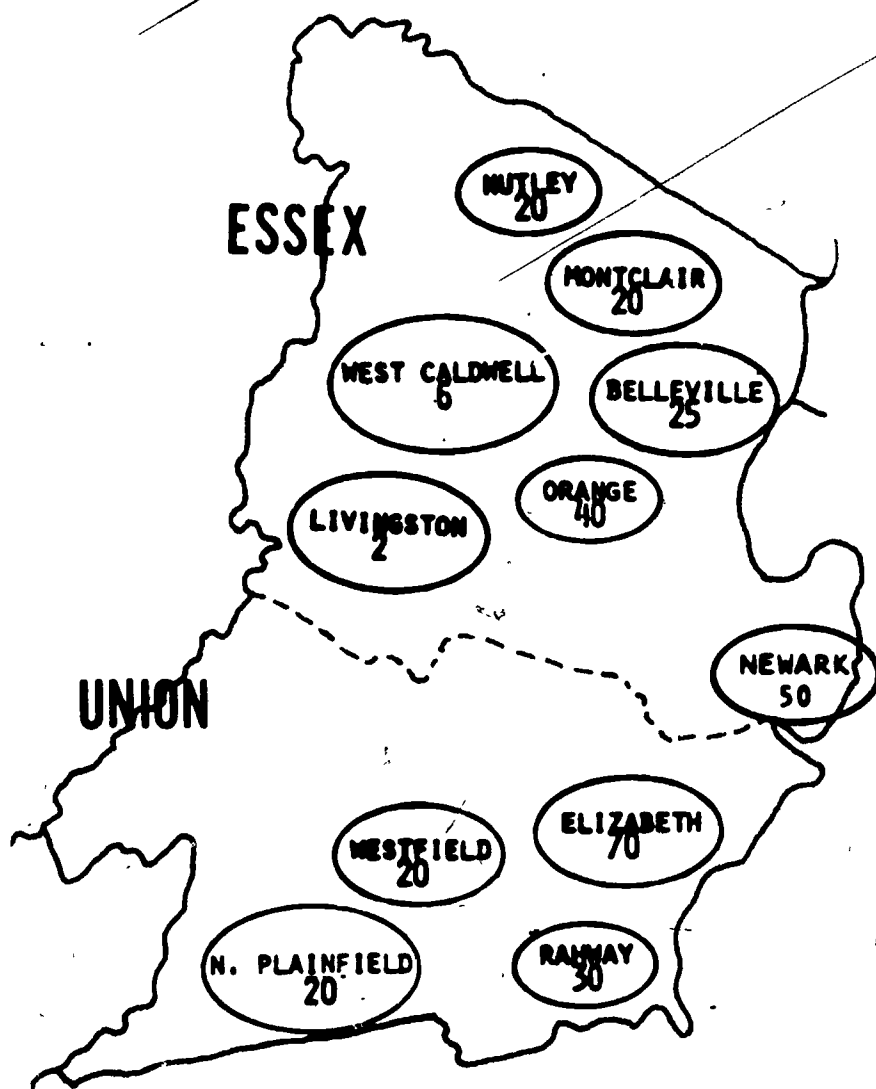 NUTLEY
20
ESSEX
MONTCLAIR
20
WEST CALDWELL
6
BELLEVILLE
25
ORANGE
40
LIVINGSTON
2
NEWARK
50
UNION
ELIZABETH
70
WESTFIELD
20
N. PLAINFIELD
20
RAHWAY
30